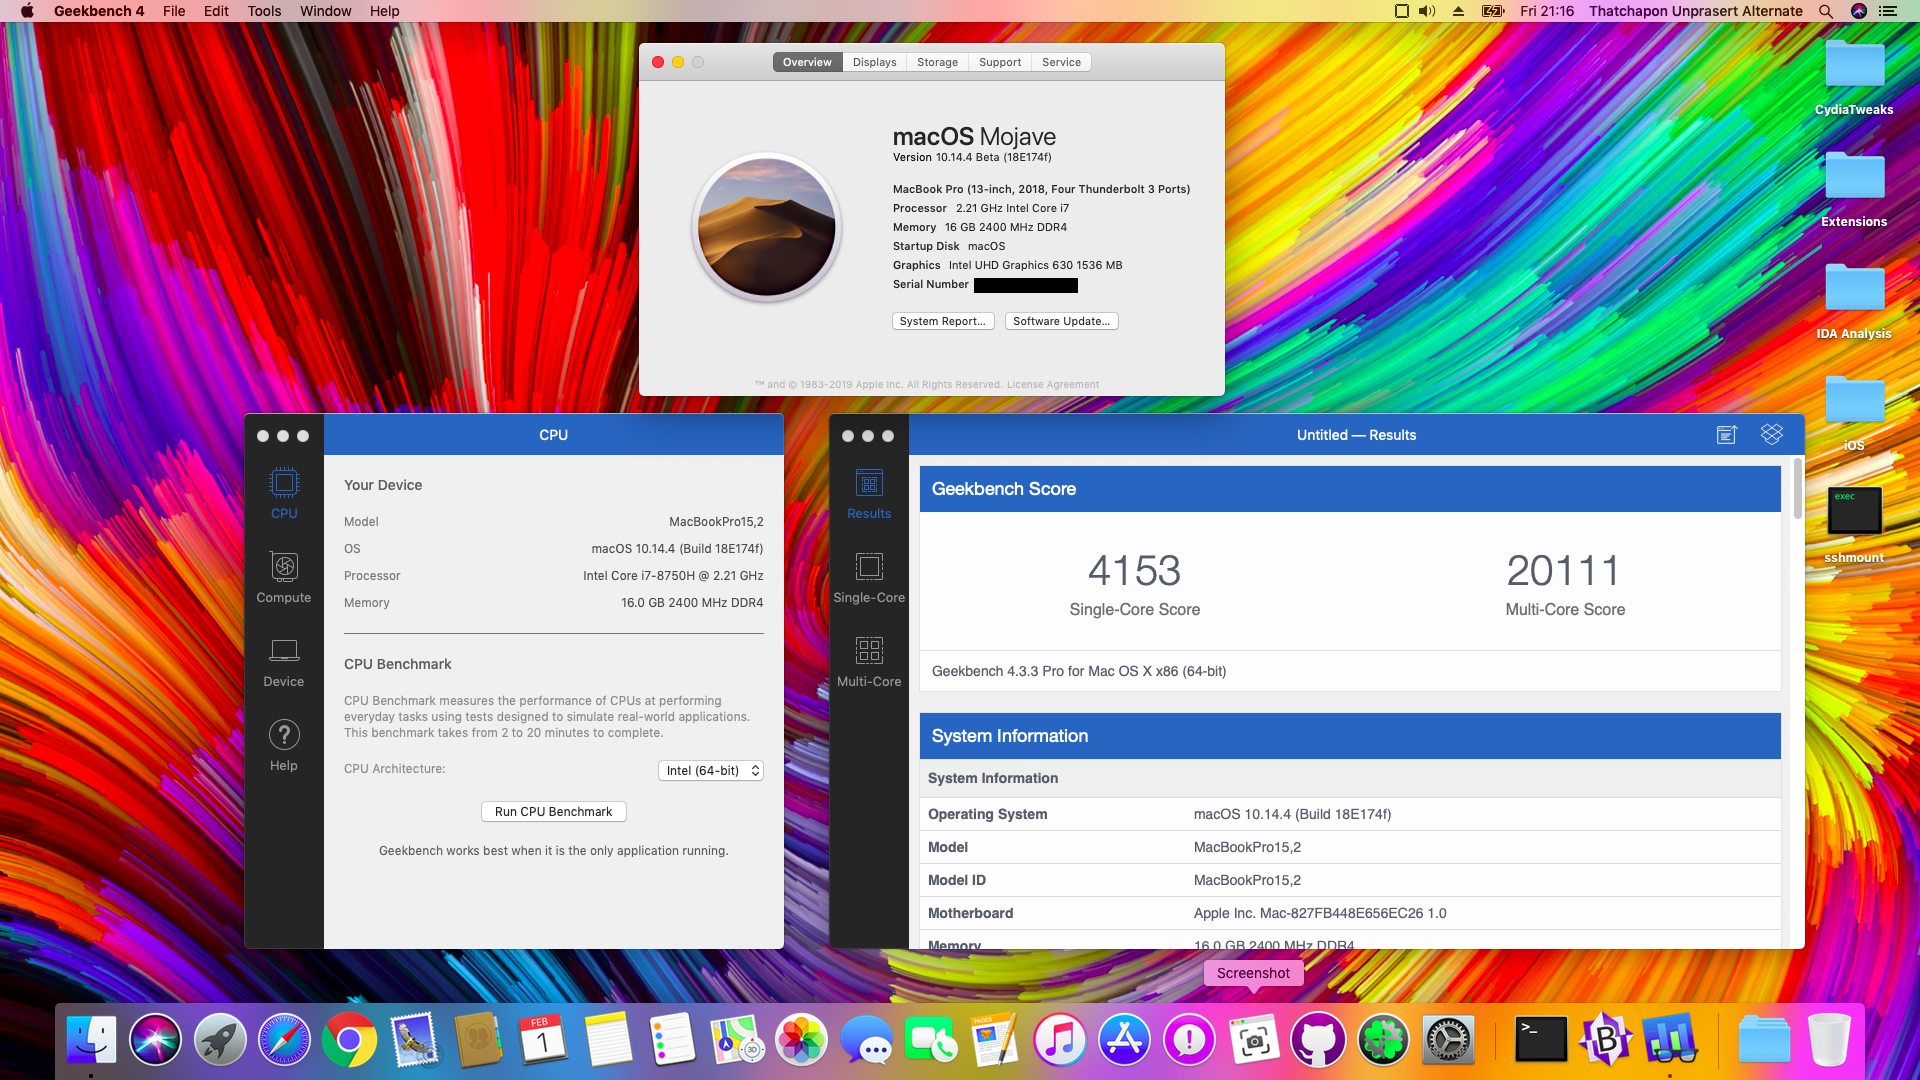 Geekbench 4 File Edit Tools Window Help
Fri 21:16 Thatchapon Unprasert Alternate
Overview Displays Storage Support Service
macOS Mojave
Version 10.14.4 Beta (18E174f)
MacBook Pro (13-inch, 2018, Four Thunderbolt 3 Ports)
Processor 2.21 GHz Intel Core i7
Memory 16 GB 2400 MHz DDR4
Startup Disk macOS
Graphics Intel UHD Graphics 630 1536 MB
Serial Number
System Report... Software Update...
™ and © 1983-2019 Apple Inc. All Rights Reserved. License Agreement
CydiaTweaks
Extensions
IDA Analysis
iOS
exec
sshmount
CPU
CPU
Compute
Device
Help
Your Device
Model MacBookPro15,2
OS macOS 10.14.4 (Build 18E174f)
Processor Intel Core i7-8750H @ 2.21 GHz
Memory 16.0 GB 2400 MHz DDR4
CPU Benchmark
CPU Benchmark measures the performance of CPUs at performing
everyday tasks using tests designed to simulate real-world applications.
This benchmark takes from 2 to 20 minutes to complete.
CPU Architecture: Intel (64-bit)
Run CPU Benchmark
Geekbench works best when it is the only application running.
Untitled — Results
Results
Single-Core
Multi-Core
Geekbench Score
4153 20111
Single-Core Score Multi-Core Score
Geekbench 4.3.3 Pro for Mac OS X x86 (64-bit)
System Information
System Information
Operating System macOS 10.14.4 (Build 18E174f)
Model MacBookPro15,2
Model ID MacBookPro15,2
Motherboard Apple Inc. Mac-827FB448E656EC26 1.0
Memory 16.0 GB 2400 MHz DDR4
Screenshot
FEB
1
3D
>_
B